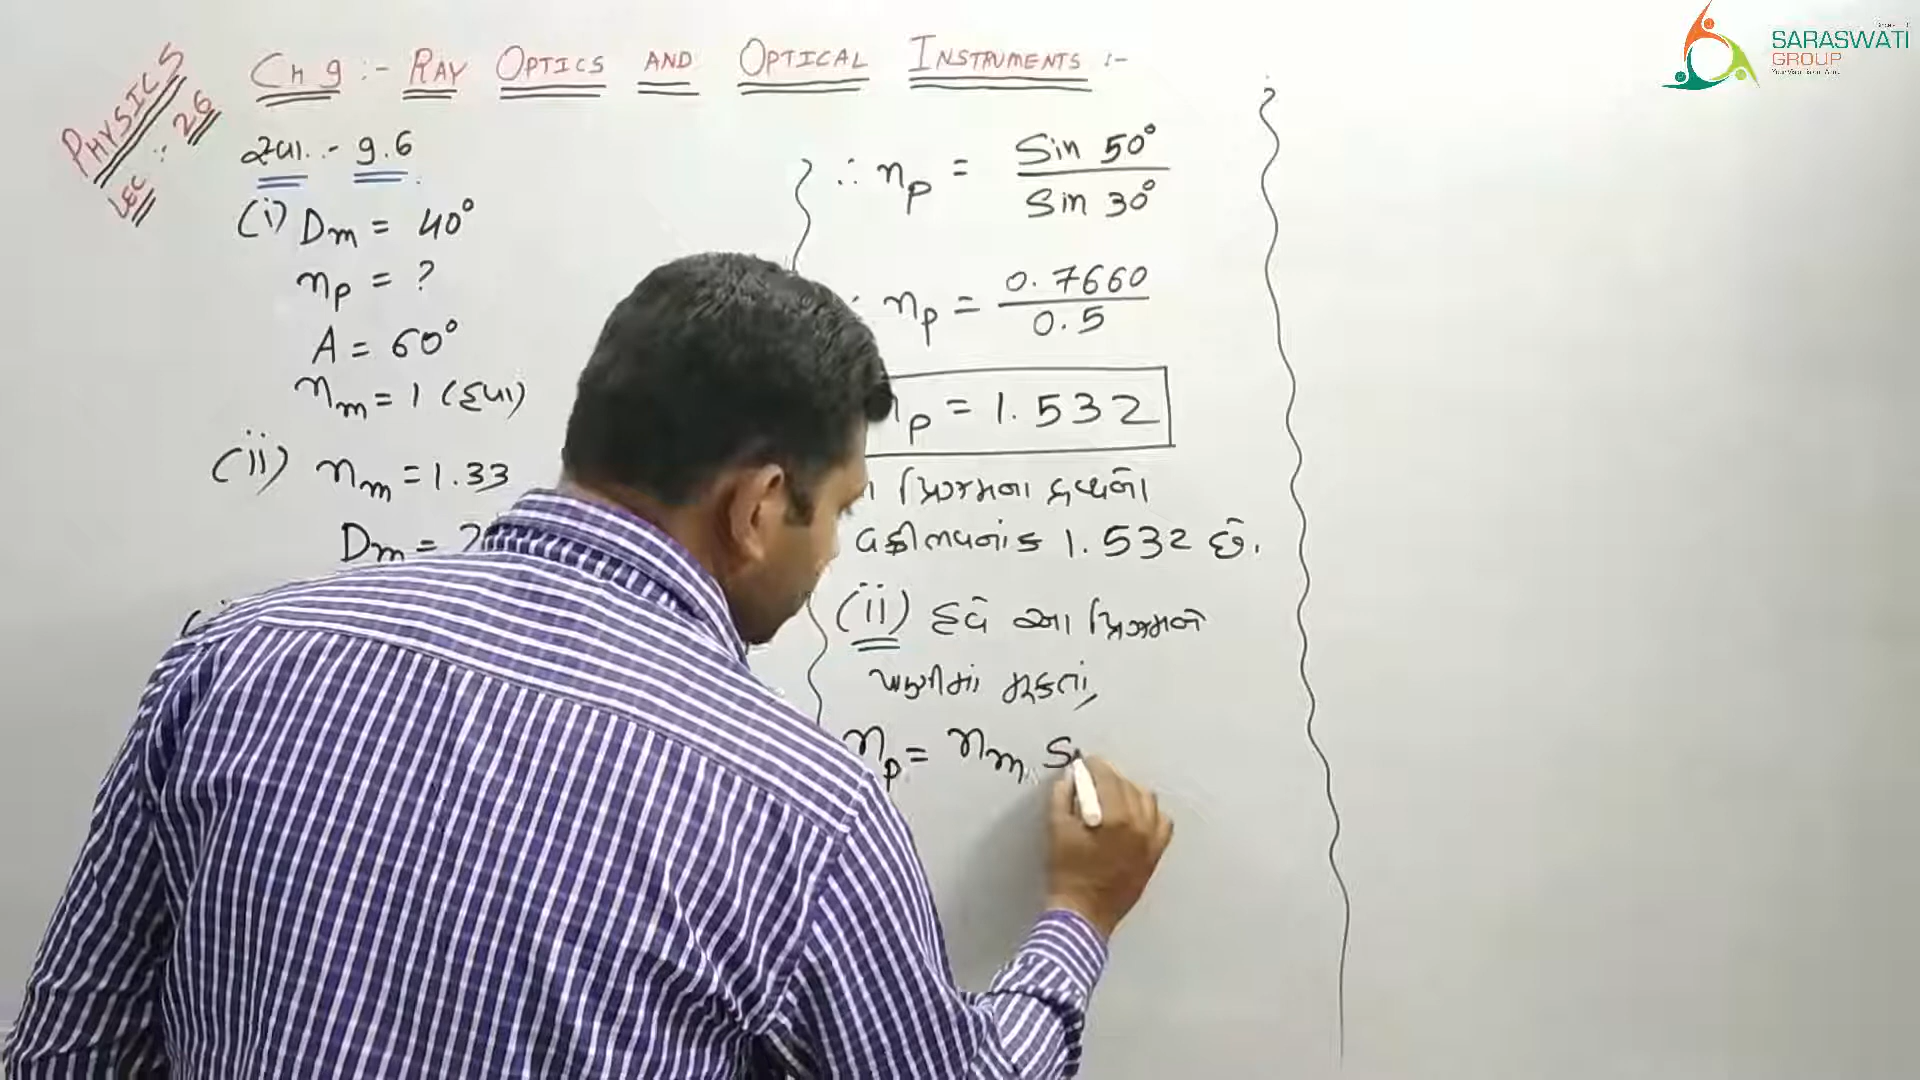 PHYSICS
LEC :: 26
CH 9 :- RAY OPTICS AND OPTICAL INSTRUMENTS :-
સ્વા. :- 9.6
(i) Dm = 40°
np = ?
A = 60°
nm = 1 (હવા)
(ii) nm = 1.33
Dm = ?
∴ np = Sin 50° / Sin 30°
∴ np = 0.7660 / 0.5
np = 1.532
પ્રિઝમના દ્રવ્યનો
વક્રીભવનાંક 1.532 છે.
(ii) હવે આ પ્રિઝમને
પાણીમાં મૂકતાં,
np = nm S
SARASWATI
GROUP